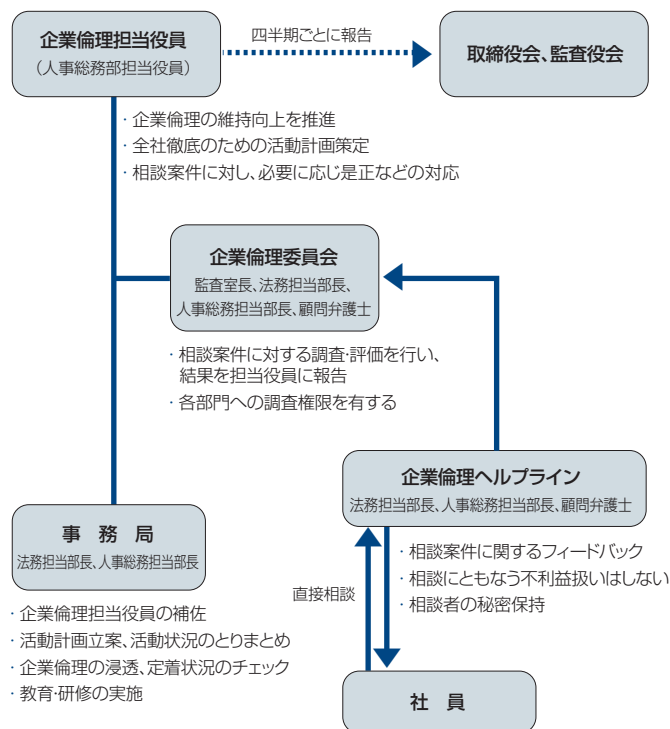 企業倫理担当役員
（人事総務部担当役員）
四半期ごとに報告
取締役会、監査役会
・企業倫理の維持向上を推進
・全社徹底のための活動計画策定
・相談案件に対し、必要に応じ是正などの対応
企業倫理委員会
監査室長、法務担当部長、
人事総務担当部長、顧問弁護士
・相談案件に対する調査・評価を行い、
結果を担当役員に報告
・各部門への調査権限を有する
企業倫理ヘルプライン
法務担当部長、人事総務担当部長、顧問弁護士
事 務 局
法務担当部長、人事総務担当部長
・企業倫理担当役員の補佐
・活動計画立案、活動状況のとりまとめ
・企業倫理の浸透、定着状況のチェック
・教育・研修の実施
直接相談
・相談案件に関するフィードバック
・相談にともなう不利益扱いはしない
・相談者の秘密保持
社 員